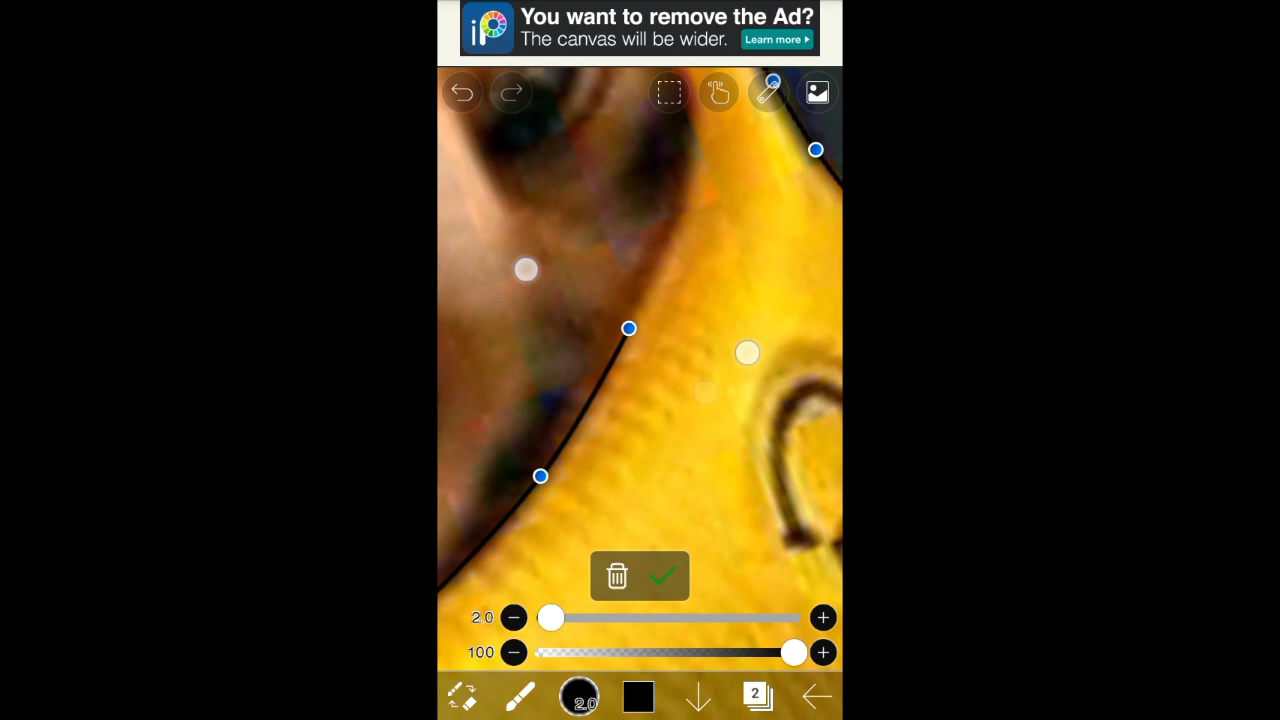 iP
You want to remove the Ad?
The canvas will be wider.
Learn more
2.0
100
2.0
2